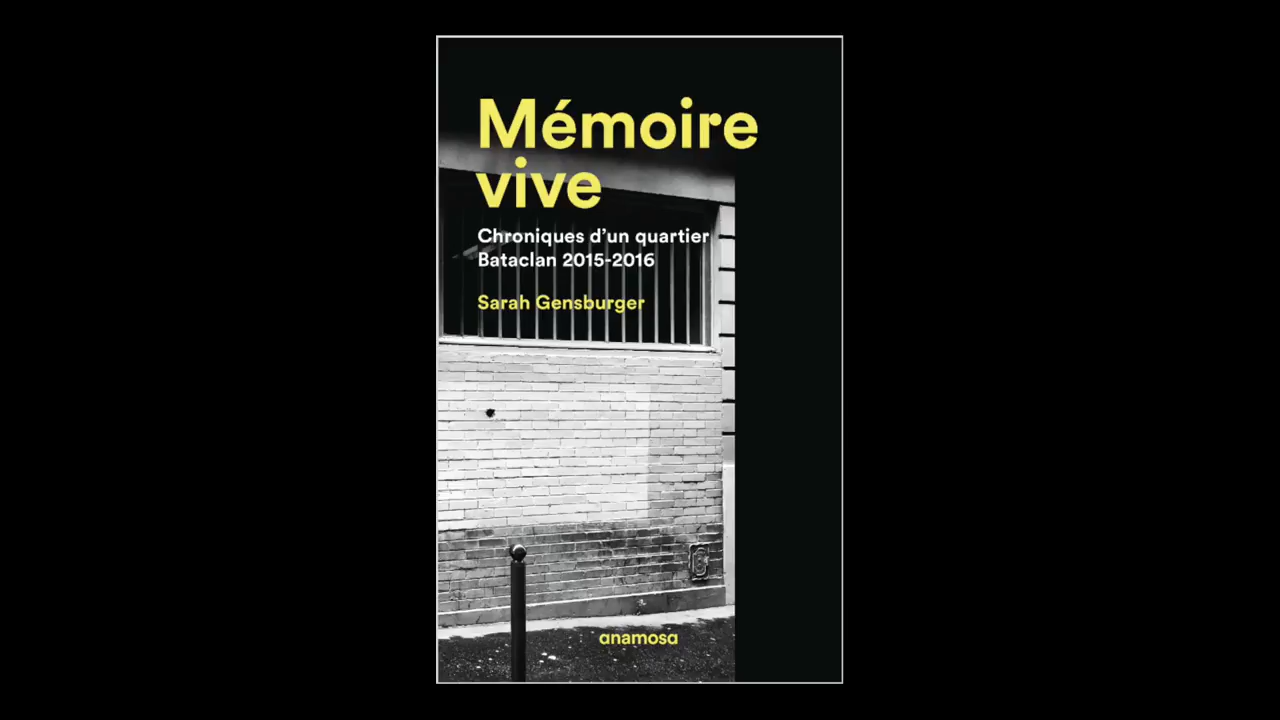 Mémoire
vive
Chroniques d'un quartier
Bataclan 2015-2016
Sarah Gensburger
anamosa